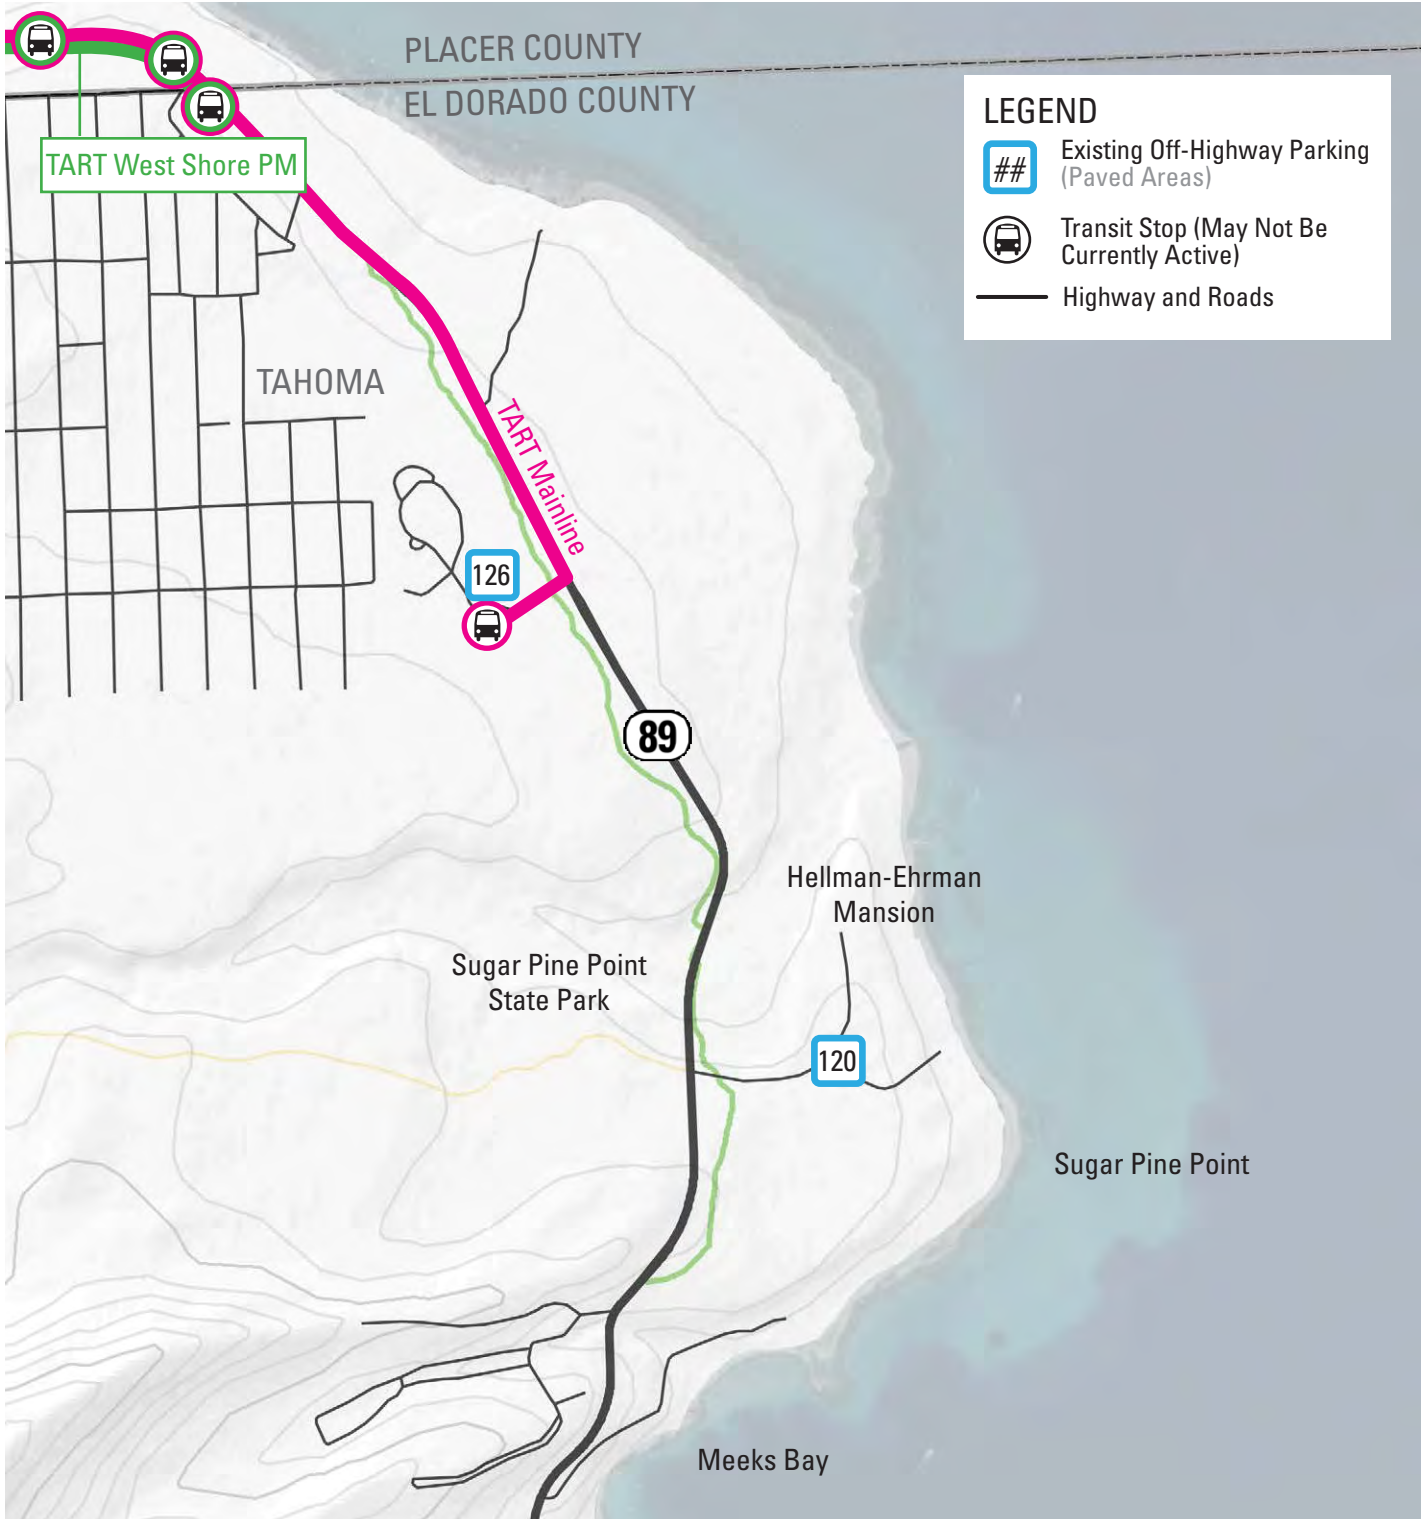 PLACER COUNTY
EL DORADO COUNTY
TART West Shore PM
LEGEND
##
Existing Off-Highway Parking
(Paved Areas)
Transit Stop (May Not Be
Currently Active)
Highway and Roads
TAHOMA
TART Mainline
126
89
Hellman-Ehrman
Mansion
Sugar Pine Point
State Park
120
Sugar Pine Point
Meeks Bay